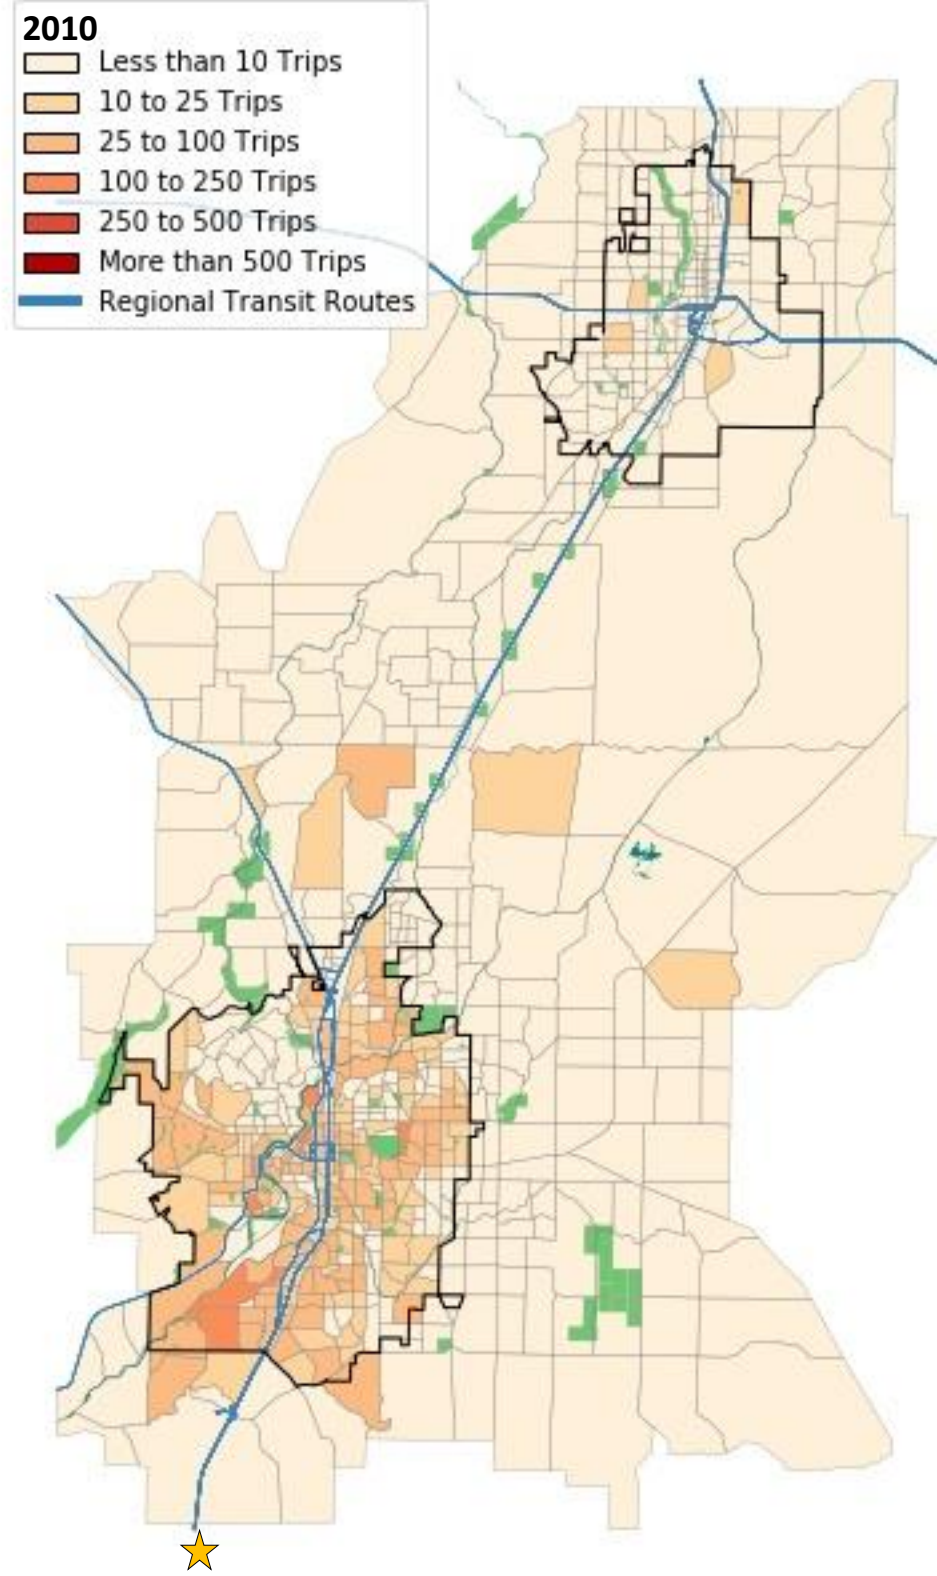 2010
Less than 10 Trips
10 to 25 Trips
25 to 100 Trips
100 to 250 Trips
250 to 500 Trips
More than 500 Trips
Regional Transit Routes